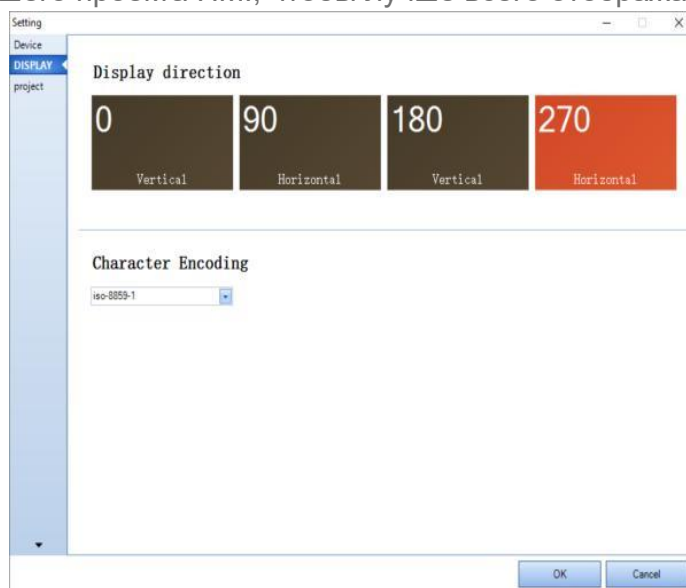 Setting
Device
DISPLAY
project
Display direction
0
Vertical
90
Horizontal
180
Vertical
270
Horizontal
Character Encoding
iso-8859-1
OK
Cancel